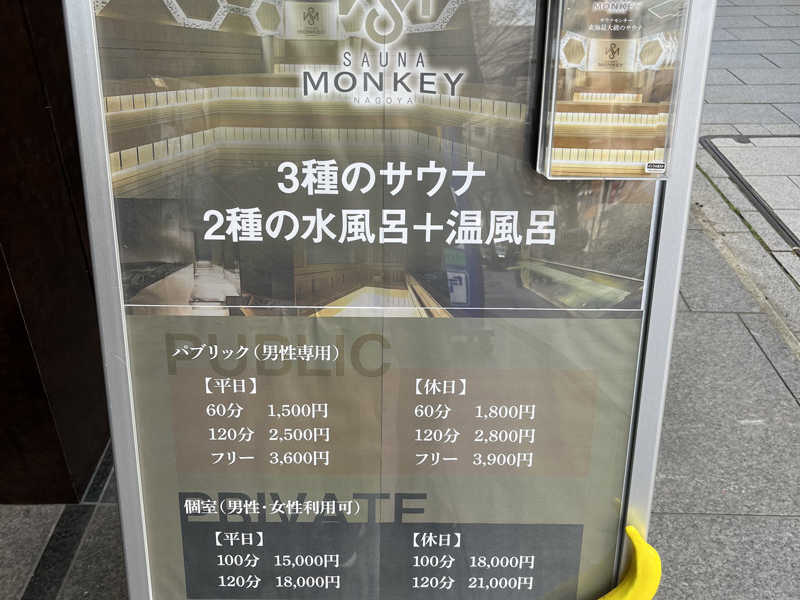 SAUNA
MONKEY
NAGOYA
MONKEY
3種のサウナ
2種の水風呂＋温風呂
PUBLIC
パブリック（男性専用）
【平日】
60分 1,500円
120分 2,500円
フリー 3,600円
【休日】
60分 1,800円
120分 2,800円
フリー 3,900円
PRIVATE
個室（男性・女性利用可）
【平日】
100分 15,000円
120分 18,000円
【休日】
100分 18,000円
120分 21,000円